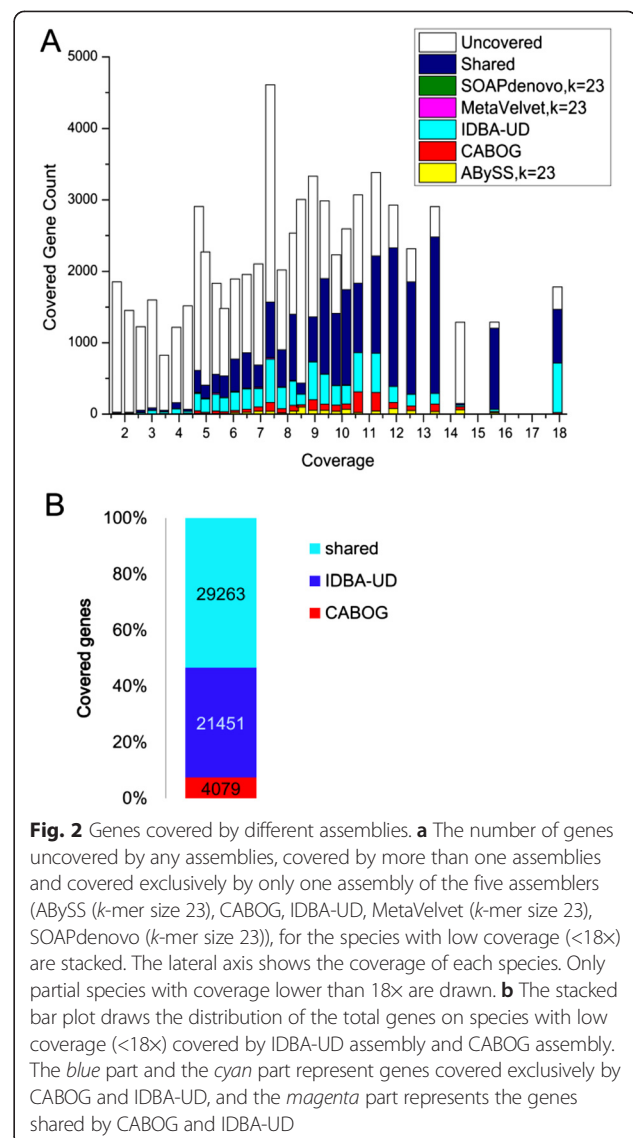 A
5000
4000
3000
2000
1000
0
Covered Gene Count
Uncovered
Shared
SOAPdenovo,k=23
MetaVelvet,k=23
IDBA-UD
CABOG
ABySS,k=23
2 3 4 5 6 7 8 9 10 11 12 13 14 15 16 17 18
Coverage
B
100%
80%
60%
40%
20%
0%
Covered genes
29263
21451
4079
shared
IDBA-UD
CABOG
Fig. 2 Genes covered by different assemblies. a The number of genes
uncovered by any assemblies, covered by more than one assemblies
and covered exclusively by only one assembly of the five assemblers
(ABySS (k-mer size 23), CABOG, IDBA-UD, MetaVelvet (k-mer size 23),
SOAPdenovo (k-mer size 23)), for the species with low coverage (<18×)
are stacked. The lateral axis shows the coverage of each species. Only
partial species with coverage lower than 18× are drawn. b The stacked
bar plot draws the distribution of the total genes on species with low
coverage (<18×) covered by IDBA-UD assembly and CABOG assembly.
The blue part and the cyan part represent genes covered exclusively by
CABOG and IDBA-UD, and the magenta part represents the genes
shared by CABOG and IDBA-UD